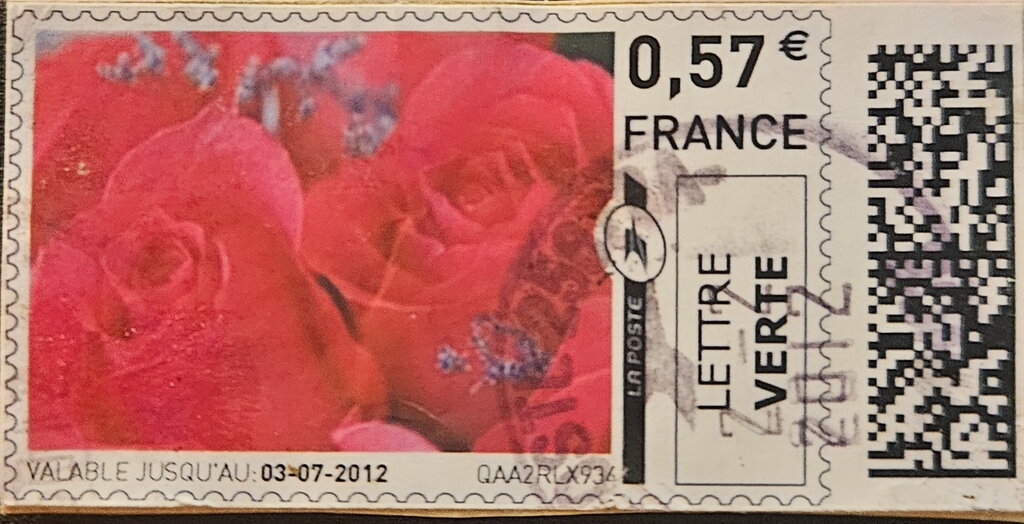 0,57 €
FRANCE
LA POSTE
LETTRE
VERTE
VALABLE JUSQU'AU: 03-07-2012
QAA2RLX934
2012